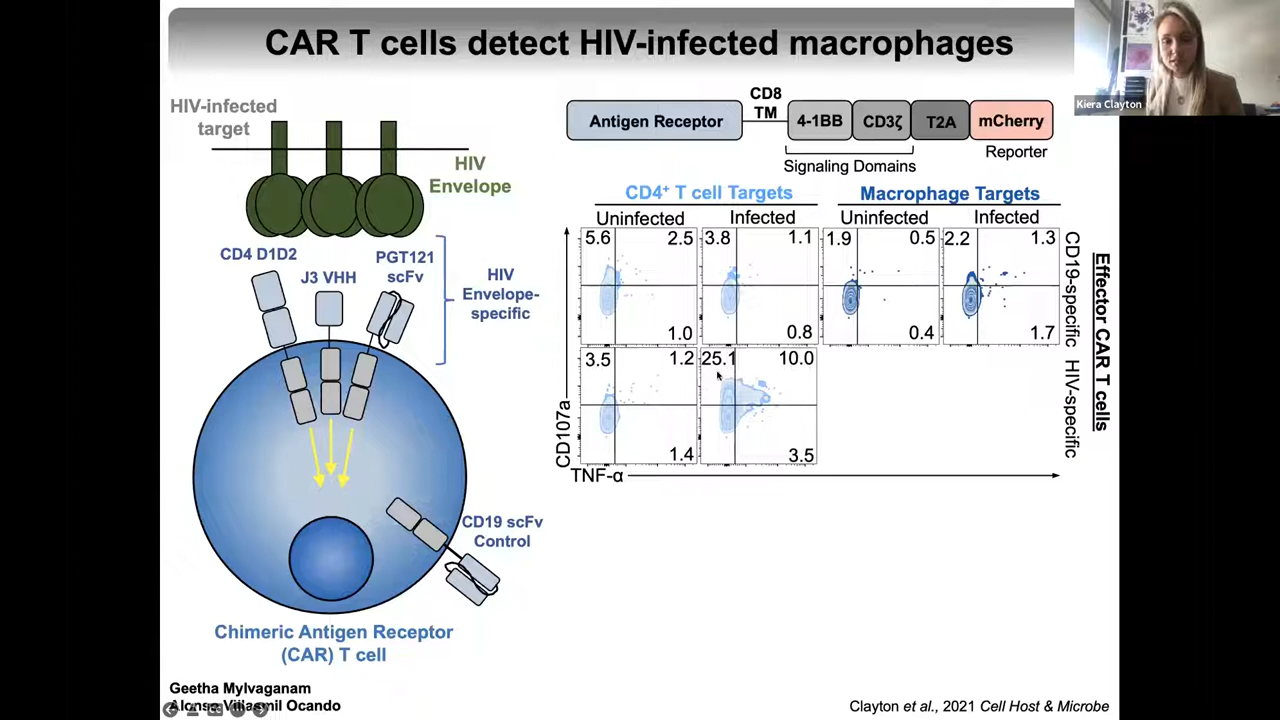 CAR T cells detect HIV-infected macrophages
Kiera Clayton
HIV-infected
target
HIV
Envelope
CD4 D1D2
J3 VHH
PGT121
scFv
HIV
Envelope-
specific
CD19 scFv
Control
Chimeric Antigen Receptor
(CAR) T cell
Antigen Receptor
CD8
TM
4-1BB
CD3ζ
T2A
mCherry
Signaling Domains
Reporter
CD4+ T cell Targets
Macrophage Targets
Uninfected
Infected
Uninfected
Infected
5.6 2.5
3.8 1.1
1.9 0.5
2.2 1.3
1.0
0.8
0.4
1.7
3.5 1.2
25.1 10.0
1.4
3.5
CD107a
TNF-α
CD19-specific
HIV-specific
Effector CAR T cells
Geetha Mylvaganam
Alonso Villasmil Ocando
Clayton et al., 2021 Cell Host & Microbe